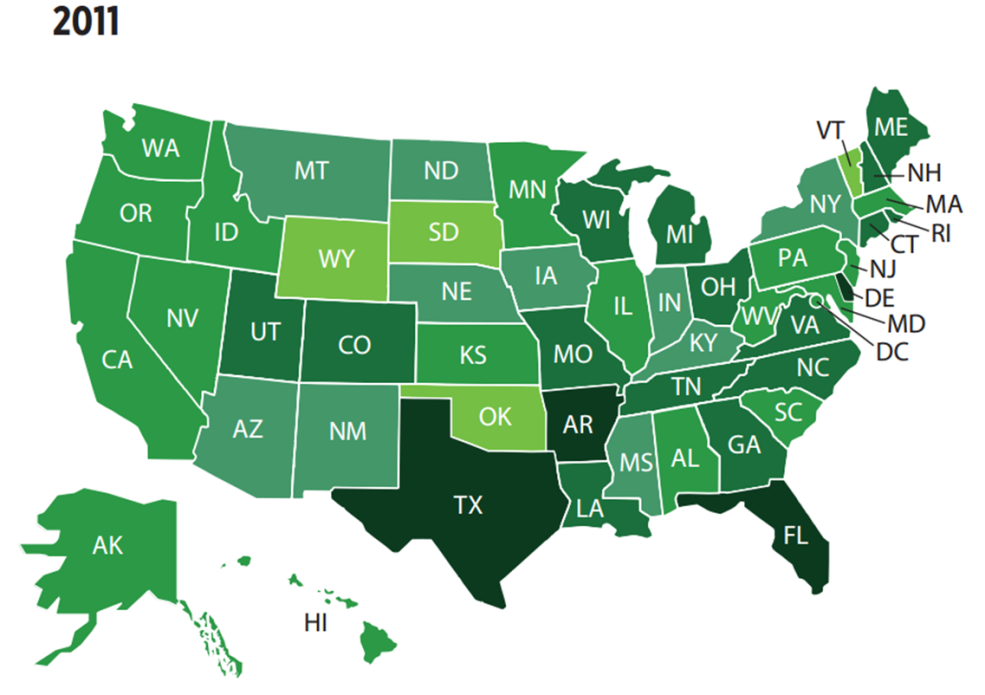 2011
WA
MT
ND
MN
VT
ME
NH
OR
ID
SD
WI
MI
NY
MA
RI
CT
WY
IA
PA
NJ
NE
OH
DE
NV
UT
CO
IL
IN
WV
VA
MD
DC
CA
KS
MO
KY
NC
TN
AZ
NM
OK
AR
SC
MS
AL
GA
TX
LA
FL
AK
HI